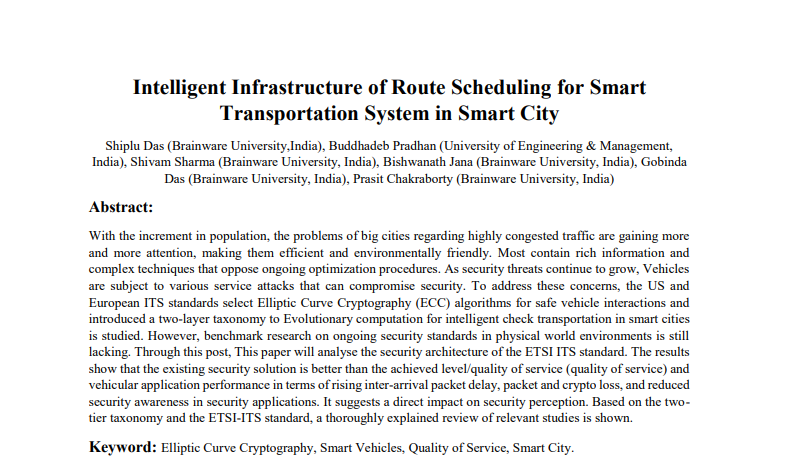 Intelligent Infrastructure of Route Scheduling for Smart
Transportation System in Smart City
Shiplu Das (Brainware University,India), Buddhadeb Pradhan (University of Engineering & Management,
India), Shivam Sharma (Brainware University, India), Bishwanath Jana (Brainware University, India), Gobinda
Das (Brainware University, India), Prasit Chakraborty (Brainware University, India)
Abstract:
With the increment in population, the problems of big cities regarding highly congested traffic are gaining more
and more attention, making them efficient and environmentally friendly. Most contain rich information and
complex techniques that oppose ongoing optimization procedures. As security threats continue to grow, Vehicles
are subject to various service attacks that can compromise security. To address these concerns, the US and
European ITS standards select Elliptic Curve Cryptography (ECC) algorithms for safe vehicle interactions and
introduced a two-layer taxonomy to Evolutionary computation for intelligent check transportation in smart cities
is studied. However, benchmark research on ongoing security standards in physical world environments is still
lacking. Through this post, This paper will analyse the security architecture of the ETSI ITS standard. The results
show that the existing security solution is better than the achieved level/quality of service (quality of service) and
vehicular application performance in terms of rising inter-arrival packet delay, packet and crypto loss, and reduced
security awareness in security applications. It suggests a direct impact on security perception. Based on the two-
tier taxonomy and the ETSI-ITS standard, a thoroughly explained review of relevant studies is shown.
Keyword: Elliptic Curve Cryptography, Smart Vehicles, Quality of Service, Smart City.